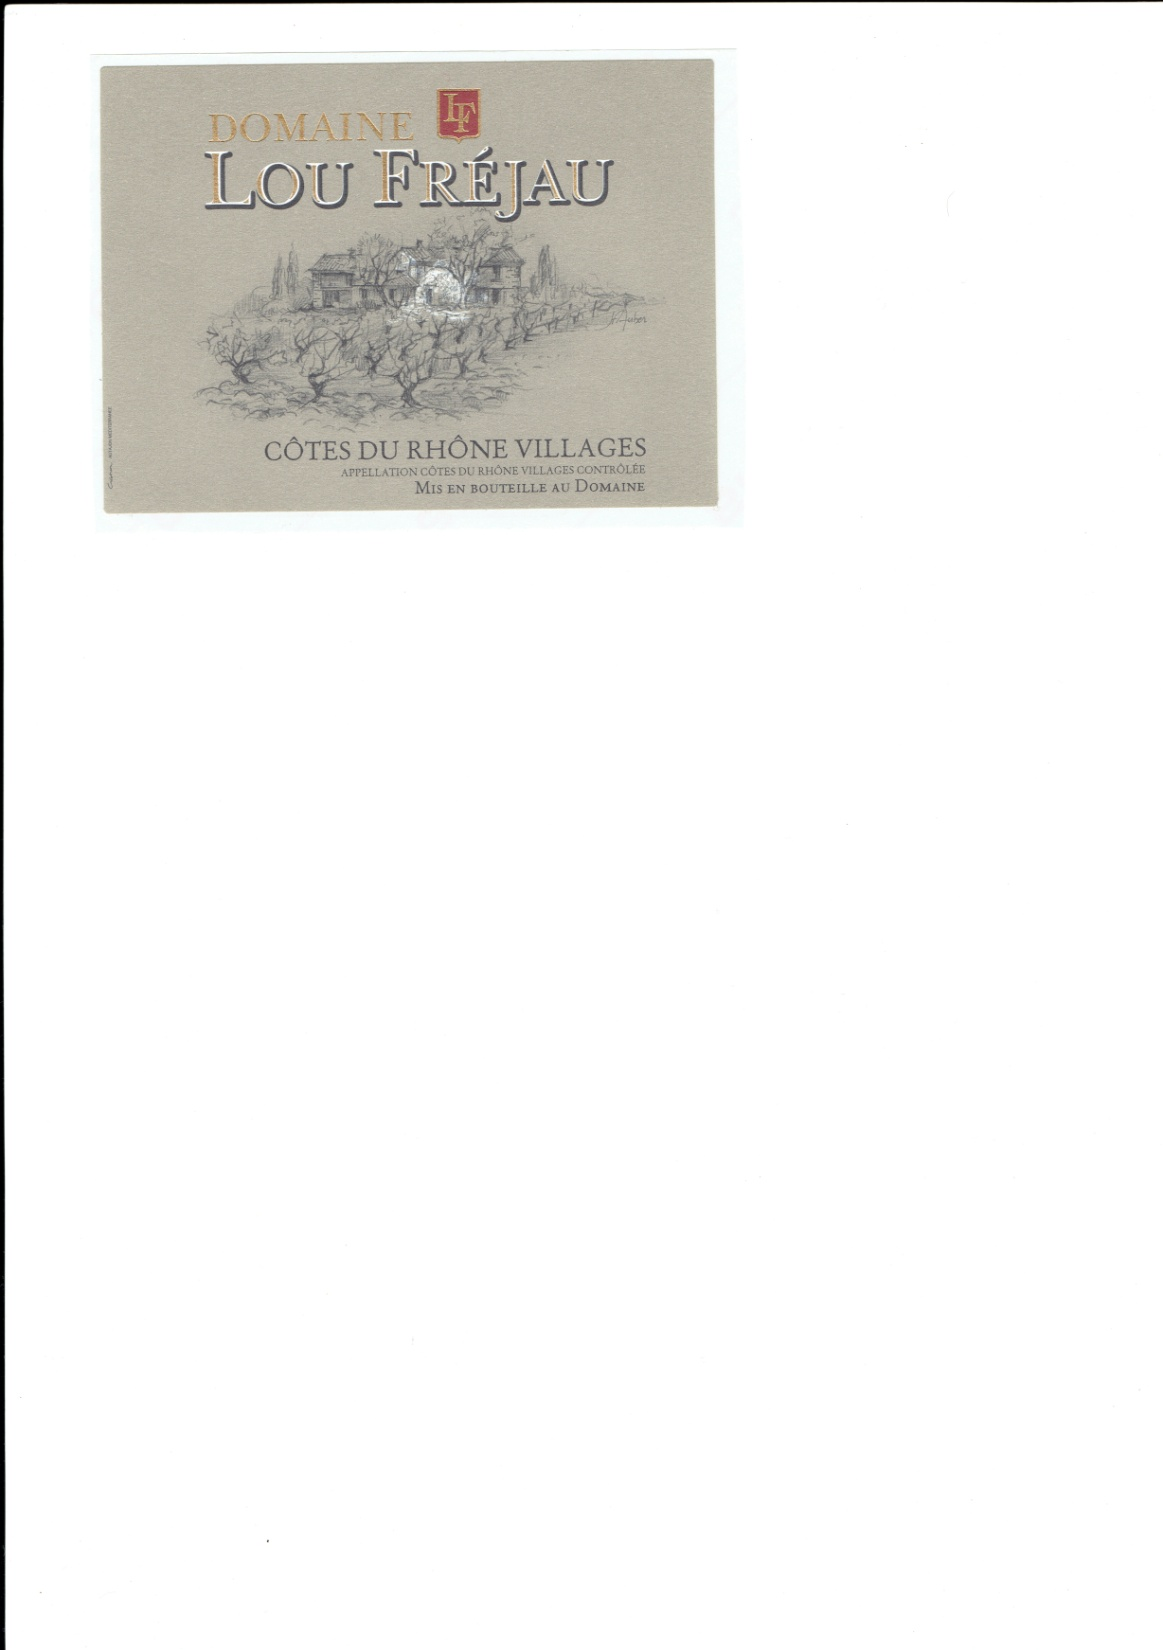 LF
DOMAINE
LOU FRÉJAU
CÔTES DU RHÔNE VILLAGES
APPELLATION CÔTES DU RHÔNE VILLAGES CONTRÔLÉE
MIS EN BOUTEILLE AU DOMAINE